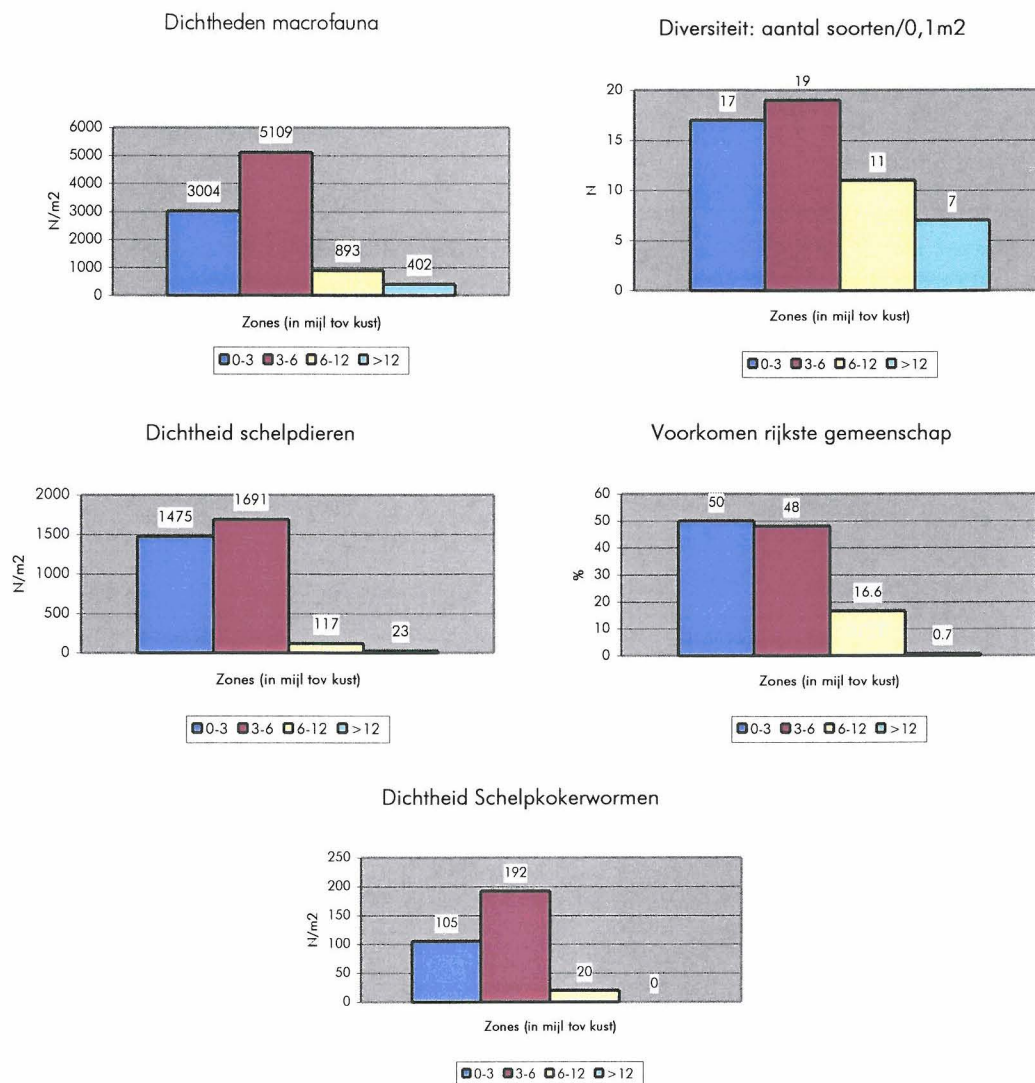 Dichtheden macrofauna
6000
5000
4000
3000
2000
1000
0
N/m2
3004
5109
893
402
Zones (in mijl tov kust)
0-3 3-6 6-12 >12
Diversiteit: aantal soorten/0,1m2
20
15
10
5
0
N
17
19
11
7
Zones (in mijl tov kust)
0-3 3-6 6-12 >12
Dichtheid schelpdieren
2000
1500
1000
500
0
N/m2
1475
1691
117
23
Zones (in mijl tov kust)
0-3 3-6 6-12 >12
Voorkomen rijkste gemeenschap
60
50
40
30
20
10
0
%
50
48
16.6
0.7
Zones (in mijl tov kust)
0-3 3-6 6-12 >12
Dichtheid Schelpkokerwormen
250
200
150
100
50
0
N/m2
105
192
20
0
Zones (in mijl tov kust)
0-3 3-6 6-12 >12